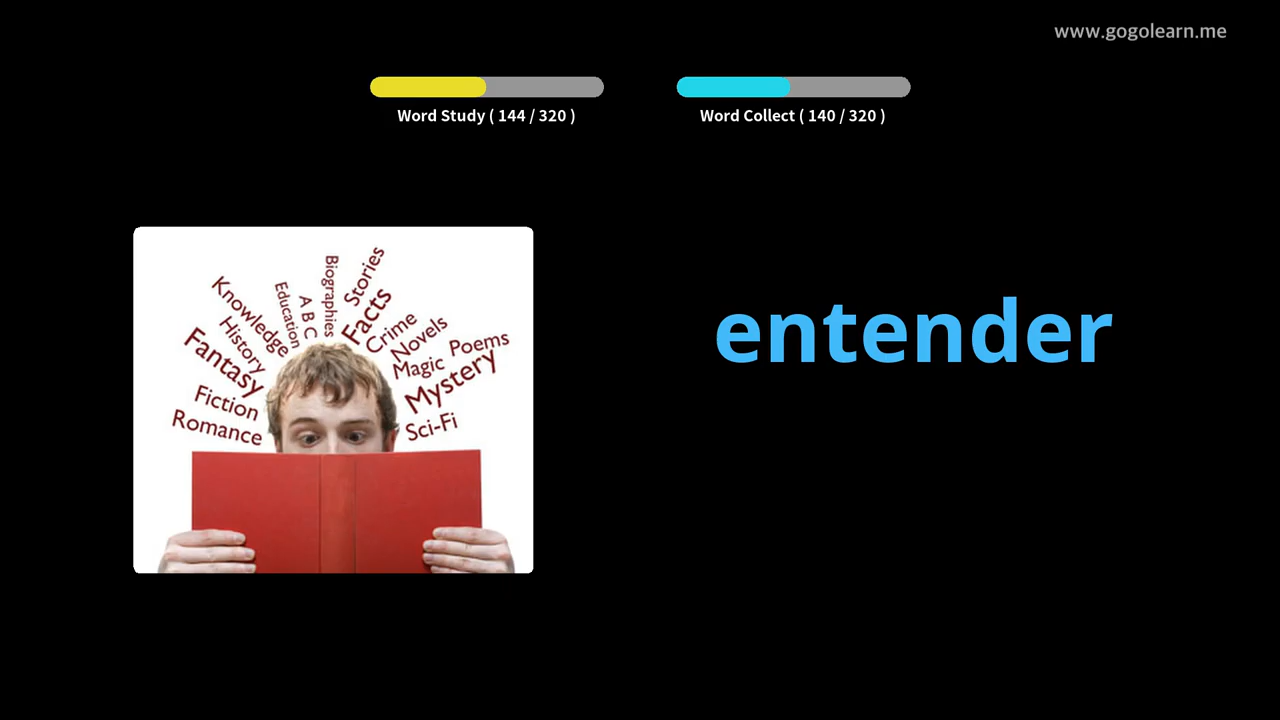 www.gogolearn.me
Word Study ( 144 / 320 )
Word Collect ( 140 / 320 )
Knowledge
Education
A B C
Biographies
Stories
Facts
Crime
Novels
Poems
Magic
Mystery
Sci-Fi
History
Fantasy
Fiction
Romance
entender